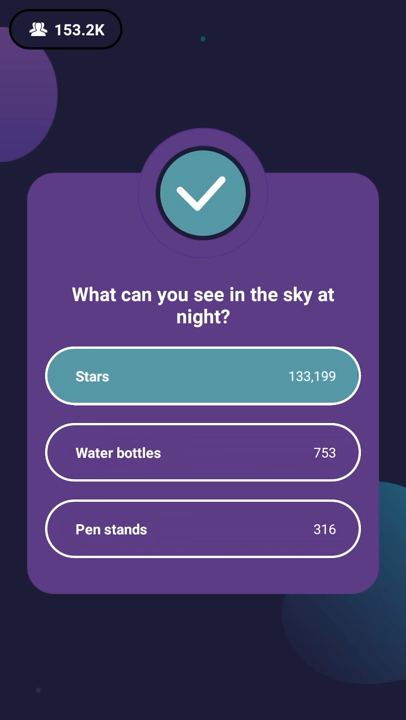 153.2K
What can you see in the sky at
night?
Stars 133,199
Water bottles 753
Pen stands 316